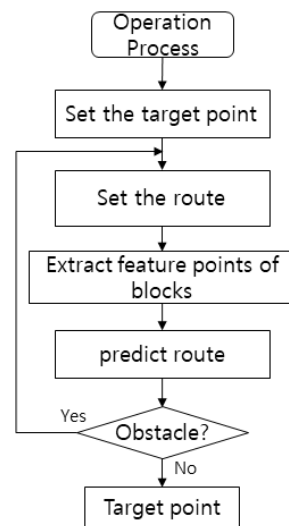 Operation
Process
Set the target point
Set the route
Extract feature points of
blocks
predict route
Yes
Obstacle?
No
Target point